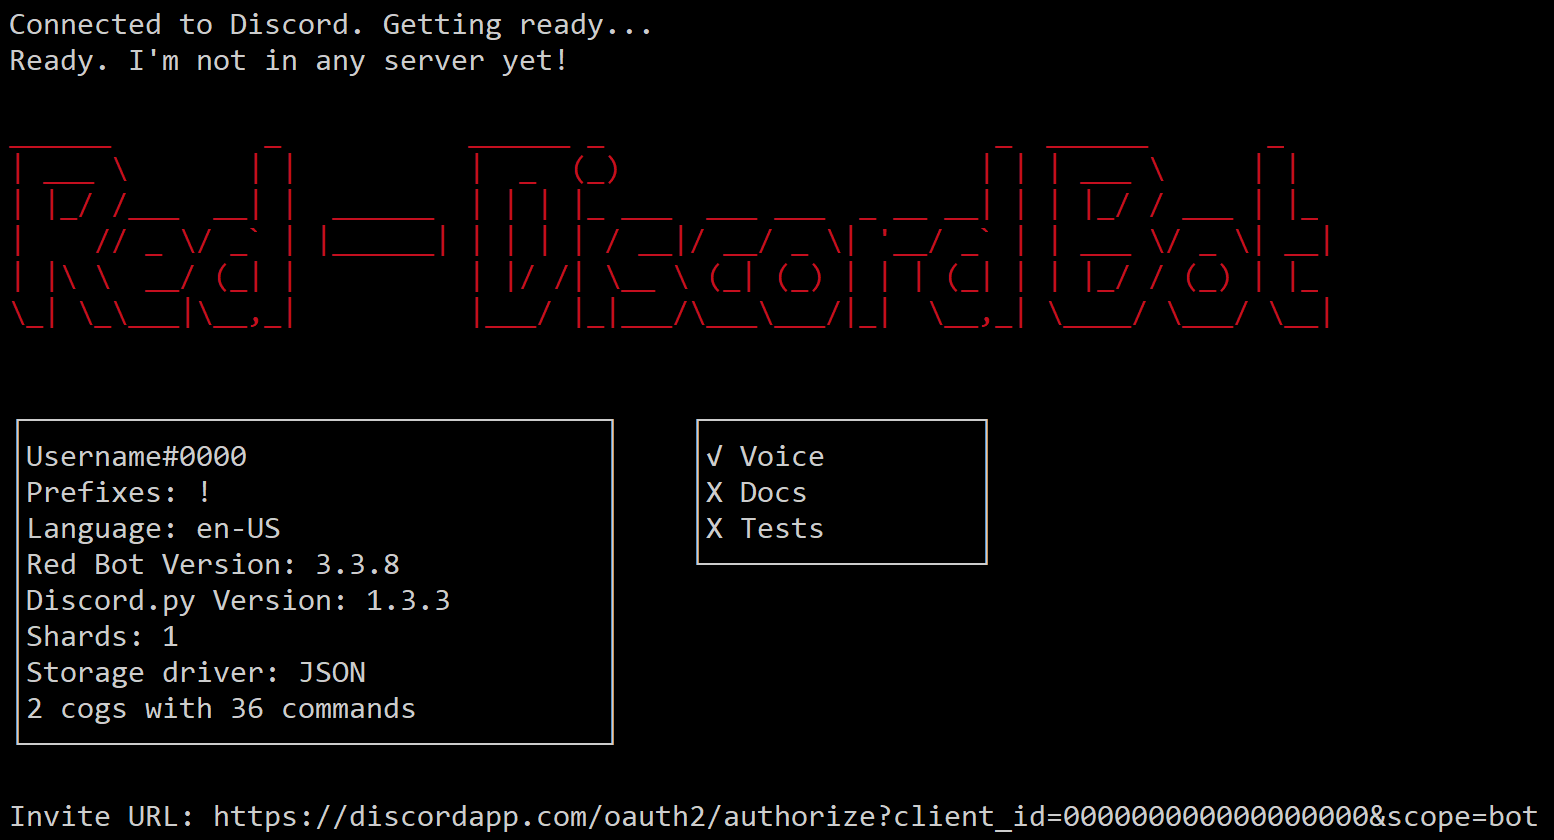 Connected to Discord. Getting ready...
Ready. I'm not in any server yet!
Red - Discord Bot
Username#0000
Prefixes: !
Language: en-US
Red Bot Version: 3.3.8
Discord.py Version: 1.3.3
Shards: 1
Storage driver: JSON
2 cogs with 36 commands
√ Voice
X Docs
X Tests
Invite URL: https://discordapp.com/oauth2/authorize?client_id=000000000000000000&scope=bot